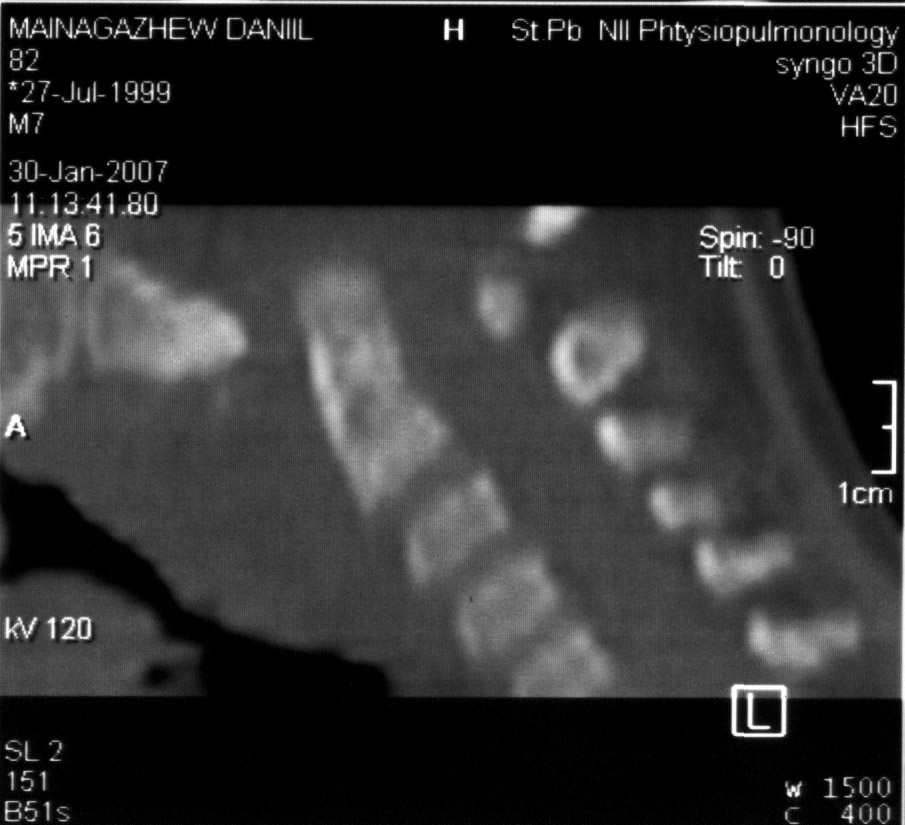 MAINAGAZHEW DANIIL
82
*27-Jul-1999
M7
30-Jan-2007
11.13:41.80
5 IMA 6
MPR 1
H
St.Pb NII Phtysiopulmonology
syngo 3D
VA20
HFS
Spin: -90
Tilt: 0
A
1cm
kV 120
L
SL 2
151
B51s
W 1500
C 400